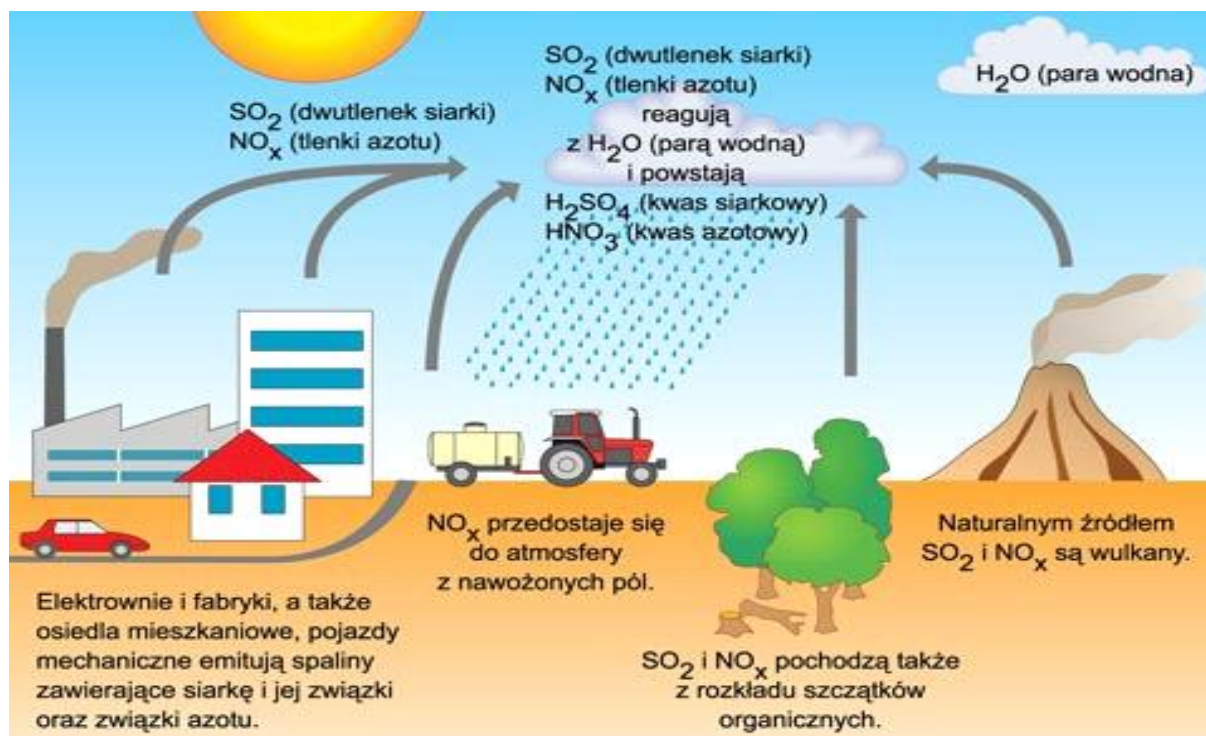 SO2 (dwutlenek siarki)
NOx (tlenki azotu)
SO2 (dwutlenek siarki)
NOx (tlenki azotu)
reagują
z H2O (parą wodną)
i powstają
H2SO4 (kwas siarkowy)
HNO3 (kwas azotowy)
H2O (para wodna)
Elektrownie i fabryki, a także
osiedla mieszkaniowe, pojazdy
mechaniczne emitują spaliny
zawierające siarkę i jej związki
oraz związki azotu.
NOx przedostaje się
do atmosfery
z nawożonych pól.
SO2 i NOx pochodzą także
z rozkładu szczątków
organicznych.
Naturalnym źródłem
SO2 i NOx są wulkany.